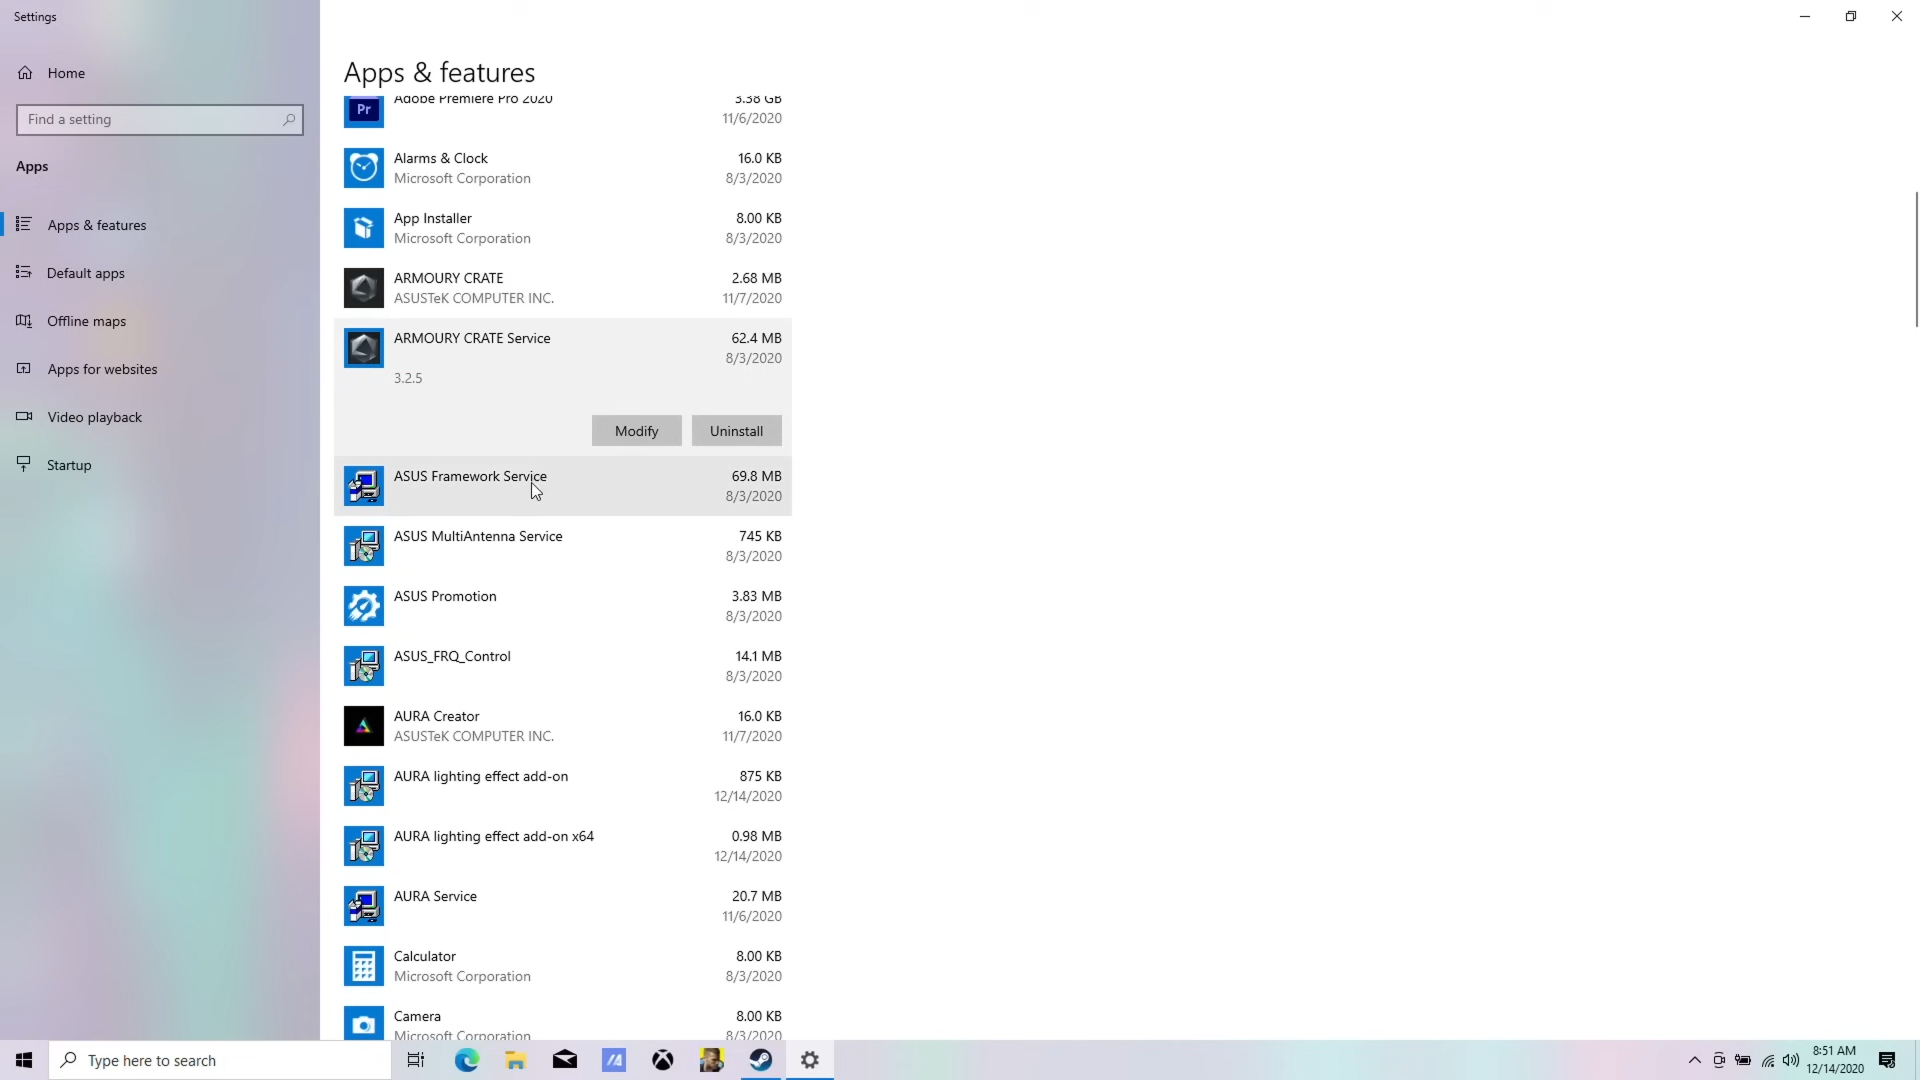 Settings
Home
Find a setting
Apps
Apps & features
Default apps
Offline maps
Apps for websites
Video playback
Startup
Apps & features
Pr
Adobe Premiere Pro 2020 3.38 GB
11/6/2020
Alarms & Clock 16.0 KB
Microsoft Corporation 8/3/2020
App Installer 8.00 KB
Microsoft Corporation 8/3/2020
ARMOURY CRATE 2.68 MB
ASUSTeK COMPUTER INC. 11/7/2020
ARMOURY CRATE Service 62.4 MB
8/3/2020
3.2.5
Modify Uninstall
ASUS Framework Service 69.8 MB
8/3/2020
ASUS MultiAntenna Service 745 KB
8/3/2020
ASUS Promotion 3.83 MB
8/3/2020
ASUS_FRQ_Control 14.1 MB
8/3/2020
AURA Creator 16.0 KB
ASUSTeK COMPUTER INC. 11/7/2020
AURA lighting effect add-on 875 KB
12/14/2020
AURA lighting effect add-on x64 0.98 MB
12/14/2020
AURA Service 20.7 MB
11/6/2020
Calculator 8.00 KB
Microsoft Corporation 8/3/2020
Camera 8.00 KB
Microsoft Corporation 8/3/2020
Type here to search
8:51 AM
12/14/2020